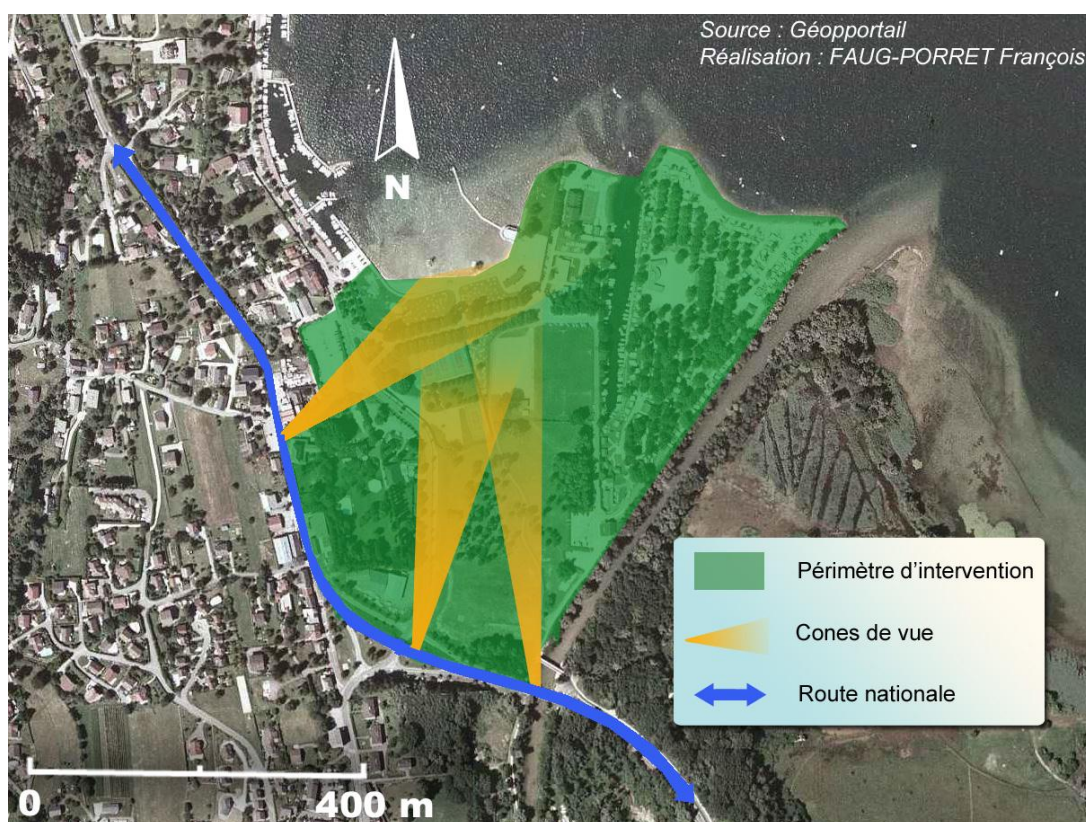 Source : Géopportail
Réalisation : FAUG-PORRET François
N
Périmètre d'intervention
Cones de vue
Route nationale
0 400 m